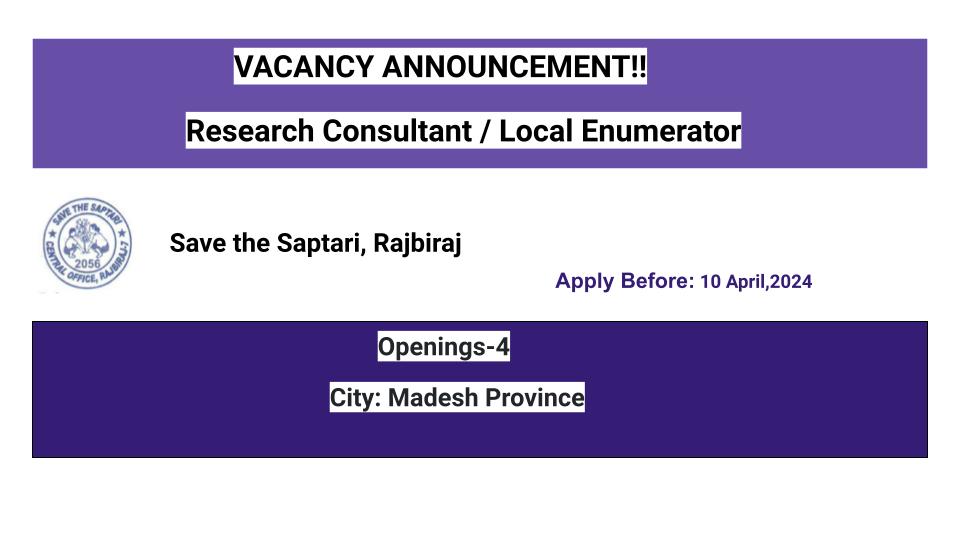 VACANCY ANNOUNCEMENT!!
Research Consultant / Local Enumerator
SAVE THE SAPTARI
2056
CENTRAL OFFICE, RAJBIRAJ-7
Save the Saptari, Rajbiraj
Apply Before: 10 April,2024
Openings-4
City: Madesh Province